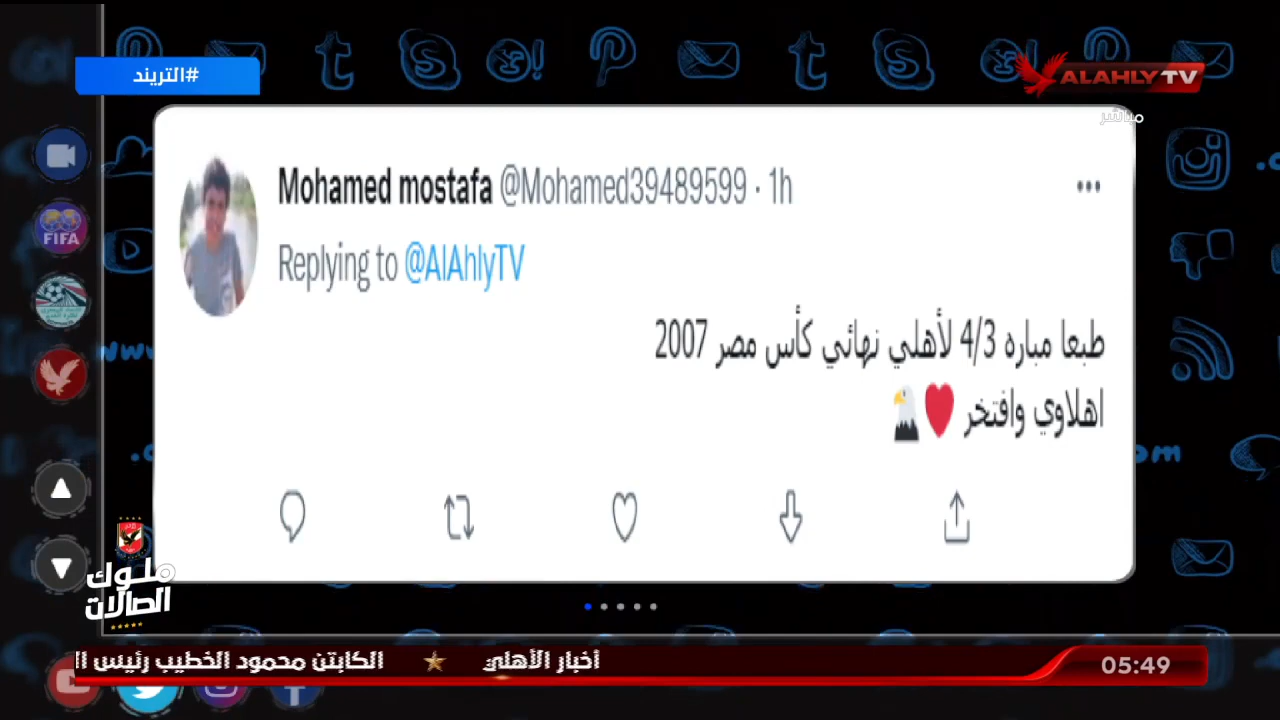 #التريند
ALAHLY TV
مباشر
Mohamed mostafa @Mohamed39489599 · 1h
Replying to @AlAhlyTV
طبعا مباره 4/3 لأهلي نهائي كأس مصر 2007
اهلاوي وافتخر ❤️🦅
FIFA
ملوك
الصالات
أخبار الأهلي ★ الكابتن محمود الخطيب رئيس ال
05:49